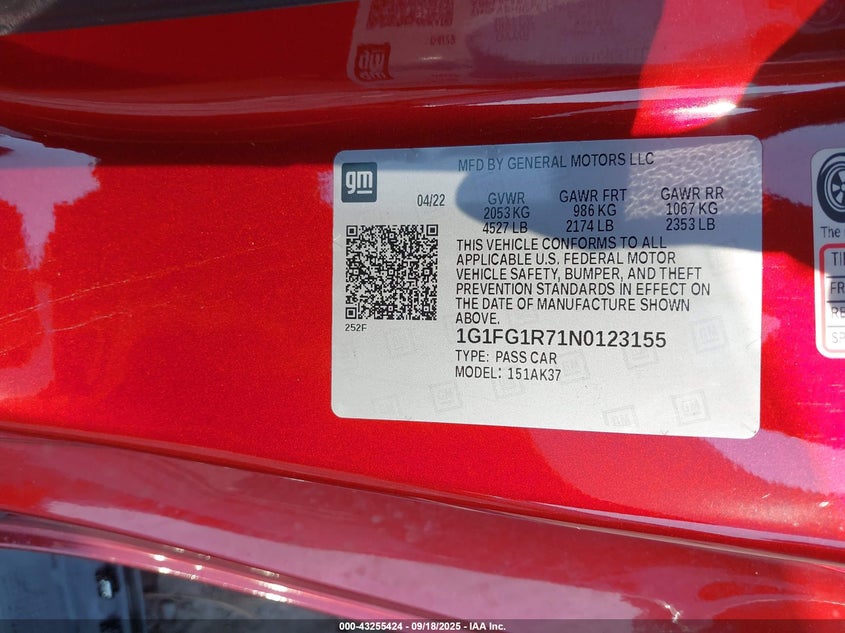 gm
MFD BY GENERAL MOTORS LLC
04/22
GVWR GAWR FRT GAWR RR
2053 KG 986 KG 1067 KG
4527 LB 2174 LB 2353 LB
THIS VEHICLE CONFORMS TO ALL
APPLICABLE U.S. FEDERAL MOTOR
VEHICLE SAFETY, BUMPER, AND THEFT
PREVENTION STANDARDS IN EFFECT ON
THE DATE OF MANUFACTURE SHOWN
ABOVE.
252F
1G1FG1R71N0123155
TYPE: PASS CAR
MODEL: 151AK37
The
000-43255424 - 09/18/2025 - IAA Inc.